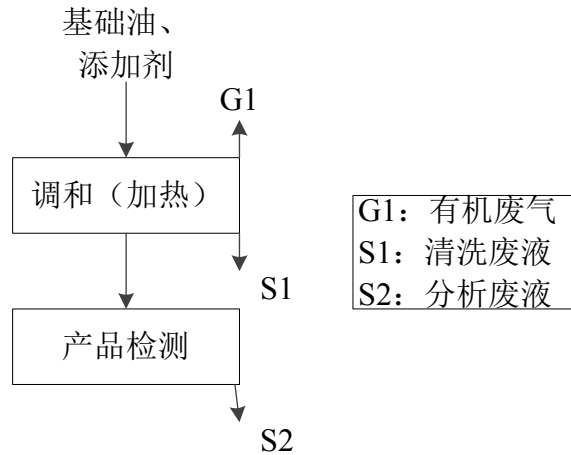 基础油、
添加剂
G1
调和（加热）
S1
产品检测
S2
G1：有机废气
S1：清洗废液
S2：分析废液